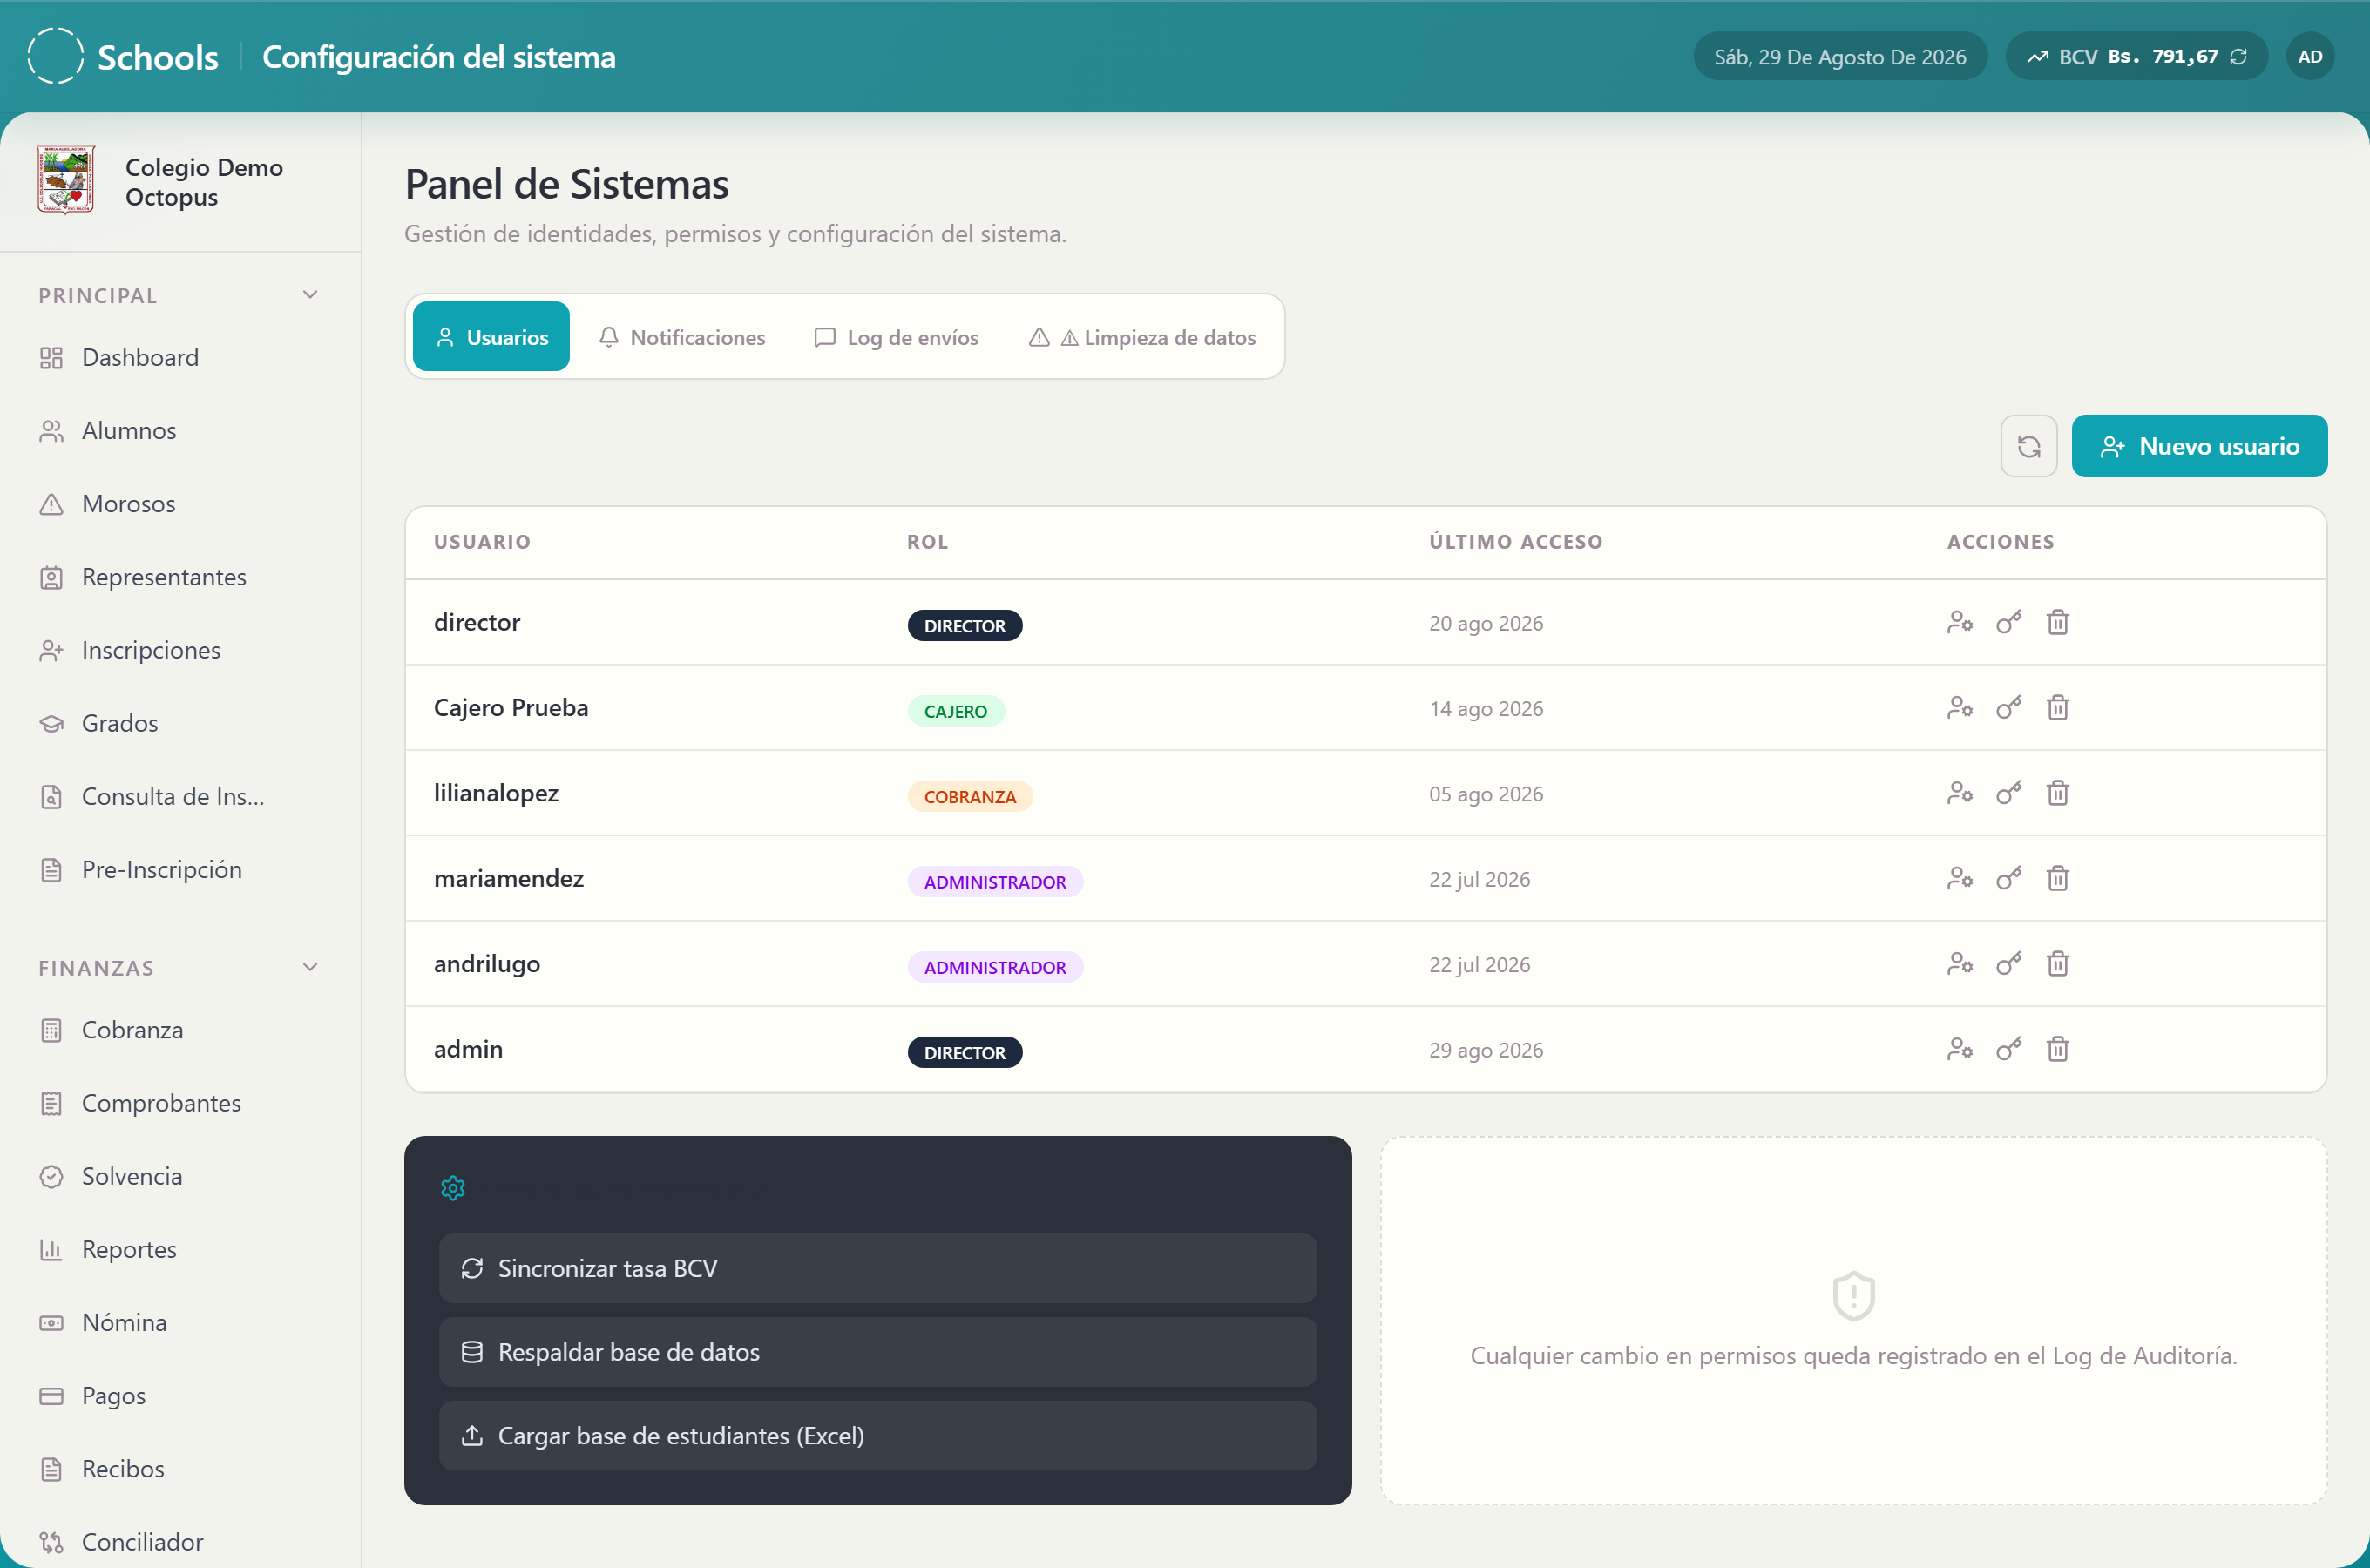 Schools
Configuración del sistema
Sáb, 29 De Agosto De 2026
BCV Bs. 791,67
AD
Colegio Demo
Octopus
PRINCIPAL
Dashboard
Alumnos
Morosos
Representantes
Inscripciones
Grados
Consulta de Ins...
Pre-Inscripción
FINANZAS
Cobranza
Comprobantes
Solvencia
Reportes
Nómina
Pagos
Recibos
Conciliador
Panel de Sistemas
Gestión de identidades, permisos y configuración del sistema.
Usuarios
Notificaciones
Log de envíos
⚠ Limpieza de datos
Nuevo usuario
USUARIO ROL ÚLTIMO ACCESO ACCIONES
director DIRECTOR 20 ago 2026
Cajero Prueba CAJERO 14 ago 2026
lilianalopez COBRANZA 05 ago 2026
mariamendez ADMINISTRADOR 22 jul 2026
andrilugo ADMINISTRADOR 22 jul 2026
admin DIRECTOR 29 ago 2026
Sincronizar tasa BCV
Respaldar base de datos
Cargar base de estudiantes (Excel)
Cualquier cambio en permisos queda registrado en el Log de Auditoría.